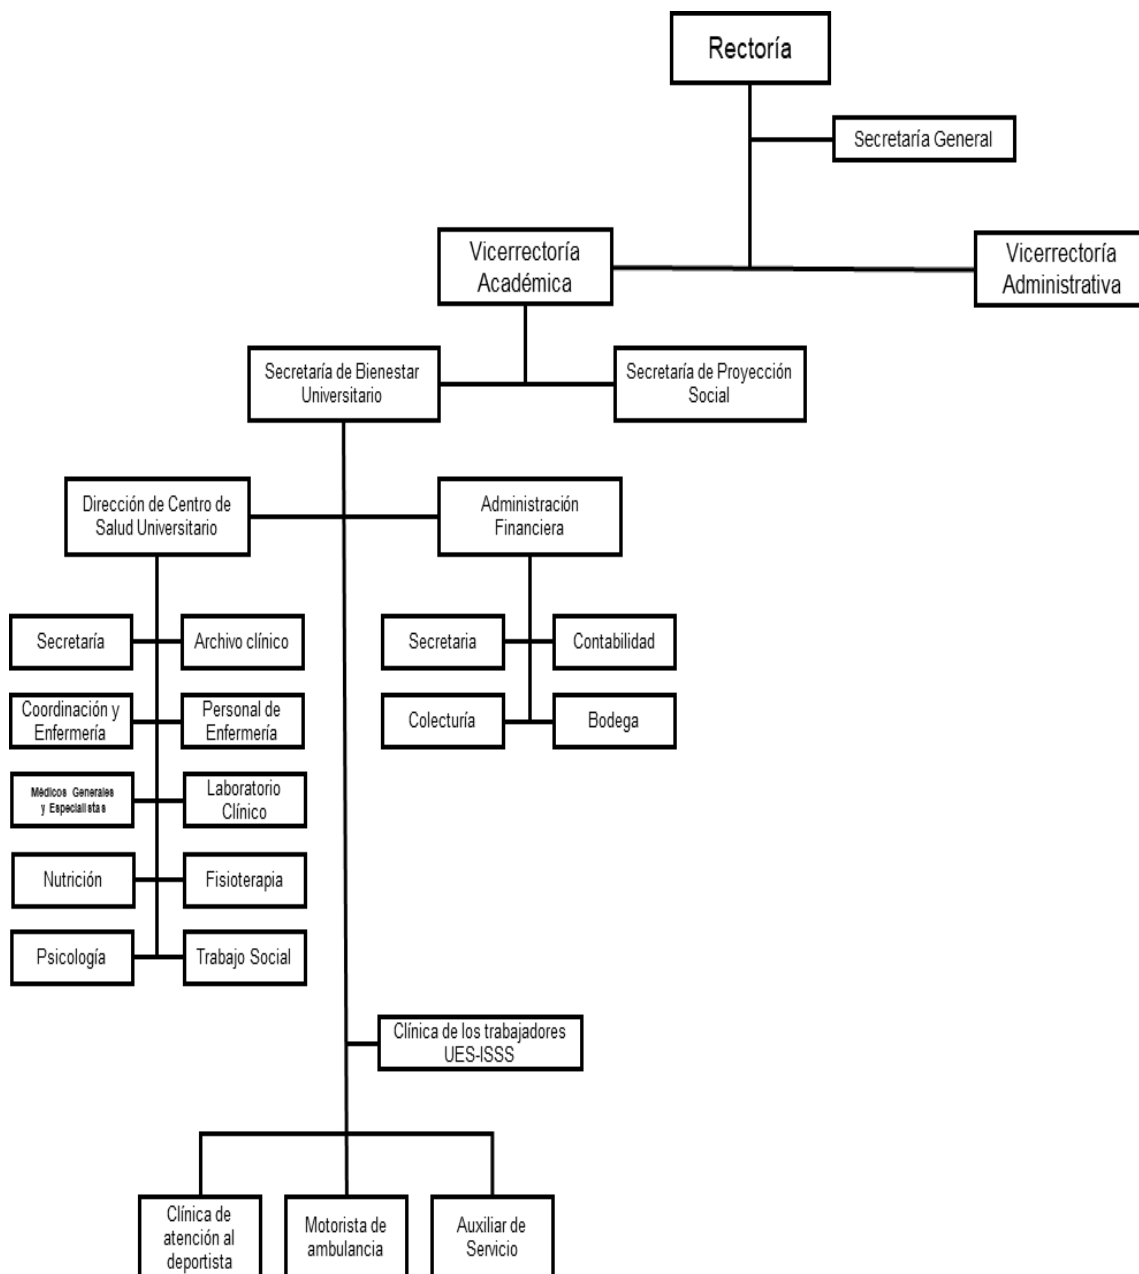 Rectoría
Secretaría General
Vicerrectoría
Académica
Vicerrectoría
Administrativa
Secretaría de Bienestar
Universitario
Secretaría de Proyección
Social
Dirección de Centro de
Salud Universitario
Administración
Financiera
Secretaría
Archivo clínico
Secretaria
Contabilidad
Coordinación y
Enfermería
Personal de
Enfermería
Colecturía
Bodega
Médicos Generales
y Especialistas
Laboratorio
Clínico
Nutrición
Fisioterapia
Psicología
Trabajo Social
Clínica de los trabajadores
UES-ISSS
Clínica de
atención al
deportista
Motorista de
ambulancia
Auxiliar de
Servicio